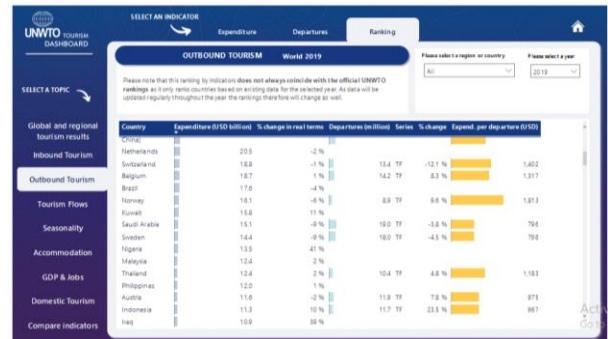 SELECT AN INDICATOR
UNWTO TOURISM
DASHBOARD
Expenditure Departures Ranking
OUTBOUND TOURISM World 2019
Please select a region or country Please select a year
All 2019
Please note that this ranking by indicators does not always coincide with the official UNWTO
rankings as it only ranks countries based on existing data for the selected year. As data will be
updated regularly throughout the year the rankings therefore will change as well.
SELECT A TOPIC
Global and regional
tourism results
Inbound Tourism
Outbound Tourism
Tourism Flows
Seasonality
Accommodation
GDP & Jobs
Domestic Tourism
Compare indicators
Country Expenditure (USD billion) % change in real terms Departures (million) Series % change Expend. per departure (USD)
China)
Netherlands 20.5 -2 %
Switzerland 18.8 -1 % 13.4 TF -12.1 % 1,402
Belgium 18.7 1 % 14.2 TF 8.3 % 1,317
Brazil 17.6 -4 %
Norway 16.1 -6 % 8.9 TF 9.6 % 1,813
Kuwait 15.8 11 %
Saudi Arabia 15.1 -9 % 19.0 TF -3.8 % 796
Sweden 14.4 -9 % 18.0 TF -4.5 % 798
Nigeria 13.5 41 %
Malaysia 12.4 2 %
Thailand 12.4 2 % 10.4 TF 4.8 % 1,183
Philippines 12.0 1 %
Austria 11.6 -2 % 11.9 TF 7.8 % 975
Indonesia 11.3 10 % 11.7 TF 23.5 % 967
Iraq 10.9 39 %
Activ
Go to